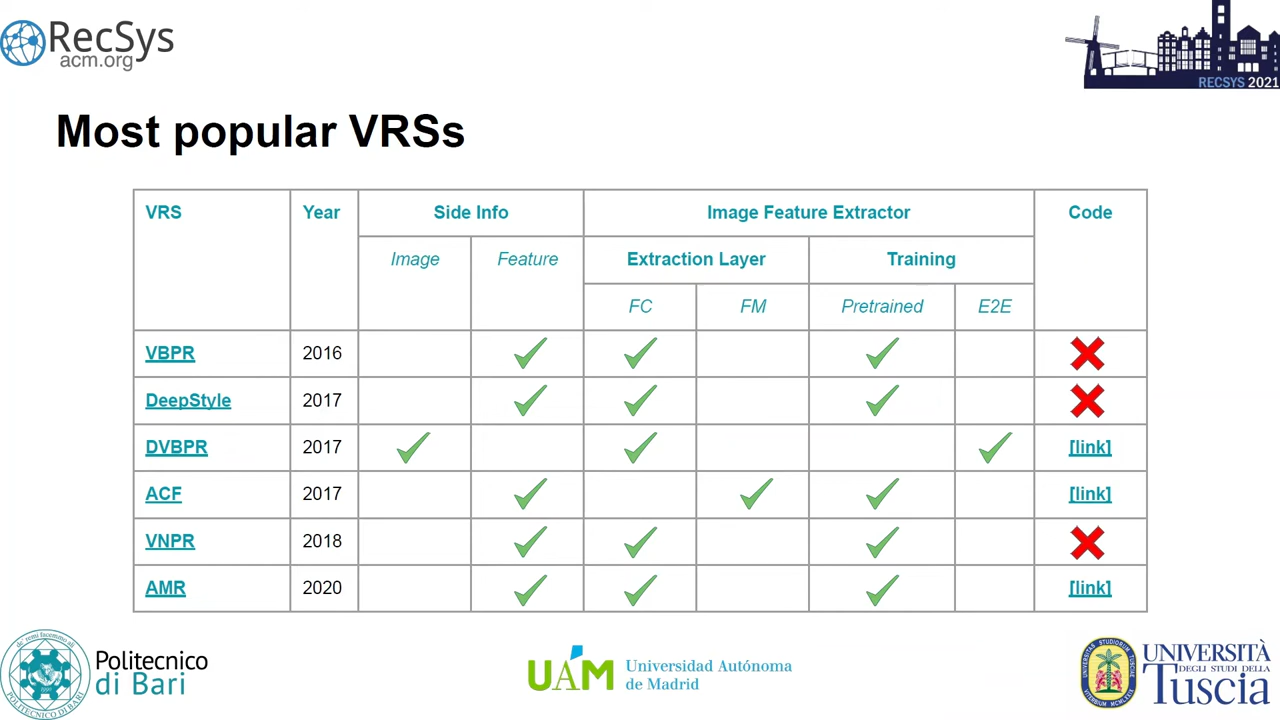 RecSys
acm.org
RECSYS 2021
Most popular VRSs
VRS Year Side Info Image Feature Extractor Code
Image Feature Extraction Layer Training
FC FM Pretrained E2E
VBPR 2016
DeepStyle 2017
DVBPR 2017 [link]
ACF 2017 [link]
VNPR 2018
AMR 2020 [link]
Politecnico
di Bari
UAM Universidad Autónoma
de Madrid
UNIVERSITÀ
DEGLI STUDI DELLA
Tuscia